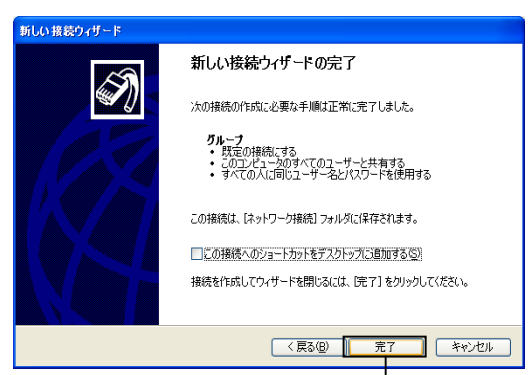 新しい接続ウィザード
新しい接続ウィザードの完了
次の接続の作成に必要な手順は正常に完了しました。
グループ
• 既定の接続にする
• このコンピュータのすべてのユーザーと共有する
• すべての人に同じユーザー名とパスワードを使用する
この接続は、[ネットワーク接続] フォルダに保存されます。
この接続へのショートカットをデスクトップに追加する(S)
接続を作成してウィザードを閉じるには、[完了] をクリックしてください。
< 戻る(B)
完了
キャンセル